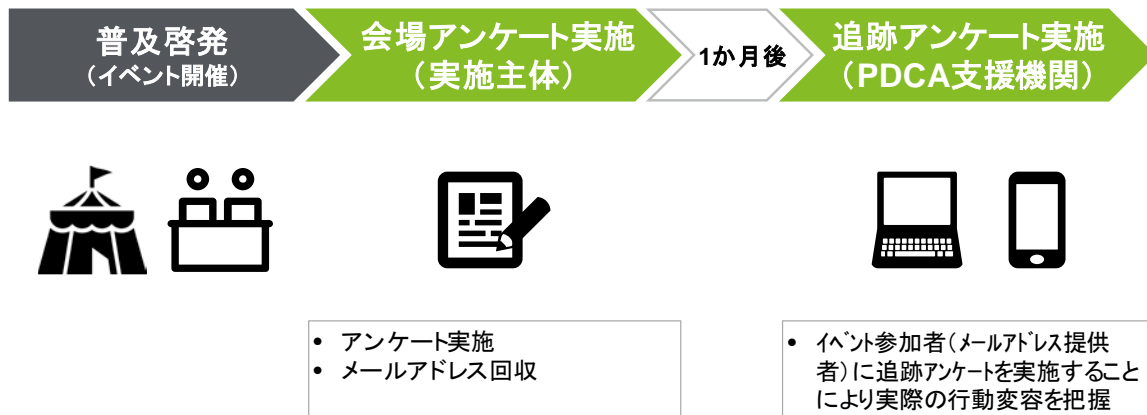 普及啓発
（イベント開催）
会場アンケート実施
（実施主体）
1か月後
追跡アンケート実施
（PDCA支援機関）
• アンケート実施
• メールアドレス回収
• イベント参加者（メールアドレス提供
者）に追跡アンケートを実施すること
により実際の行動変容を把握